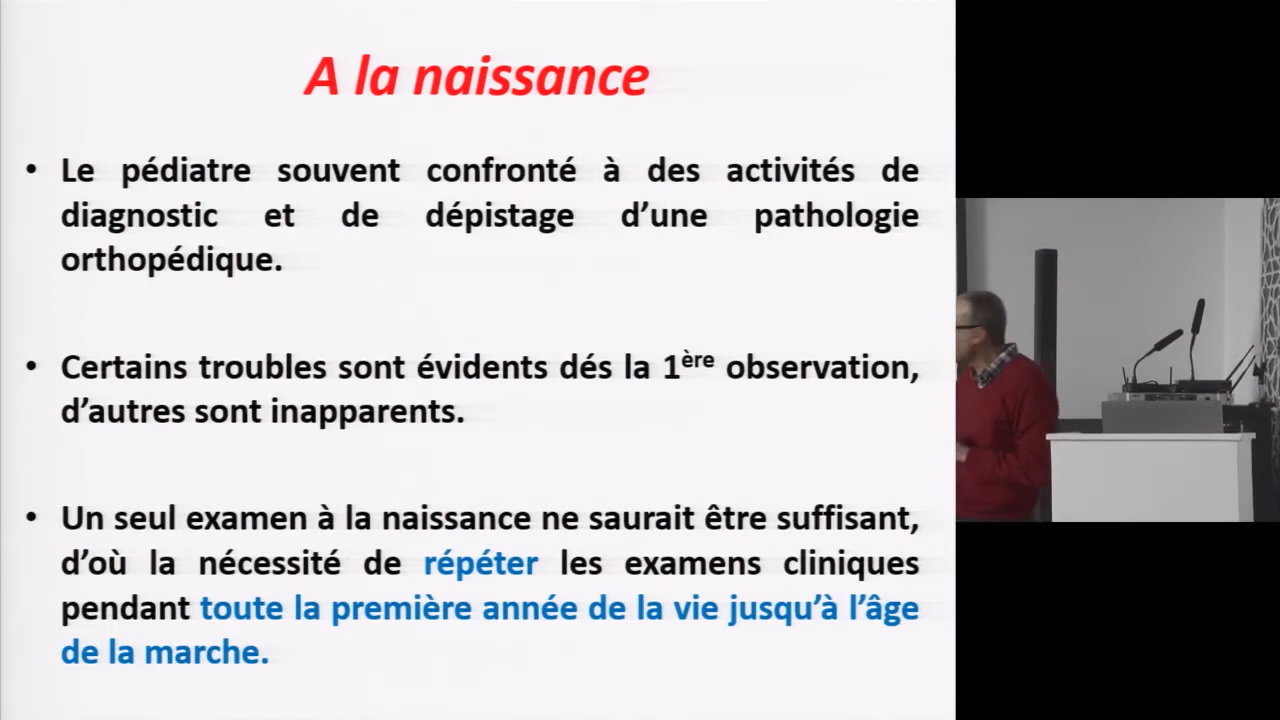 A la naissance
• Le pédiatre souvent confronté à des activités de
diagnostic et de dépistage d’une pathologie
orthopédique.
• Certains troubles sont évidents dés la 1ère observation,
d’autres sont inapparents.
• Un seul examen à la naissance ne saurait être suffisant,
d’où la nécessité de répéter les examens cliniques
pendant toute la première année de la vie jusqu’à l’âge
de la marche.